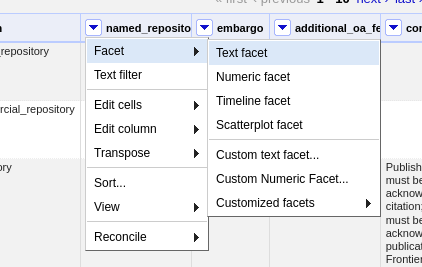 « first ‹ previous 1 - 10 next › last »
named_reposito embargo additional_oa_fe con
_repository
Facet
Text filter
Edit cells
Edit column
Transpose
Sort...
View
Reconcile
Text facet
Numeric facet
Timeline facet
Scatterplot facet
Custom text facet...
Custom Numeric Facet...
Customized facets
rcial_repository
ory
Publish
must be
acknow
citation;
must be
acknow
publicat
Frontier